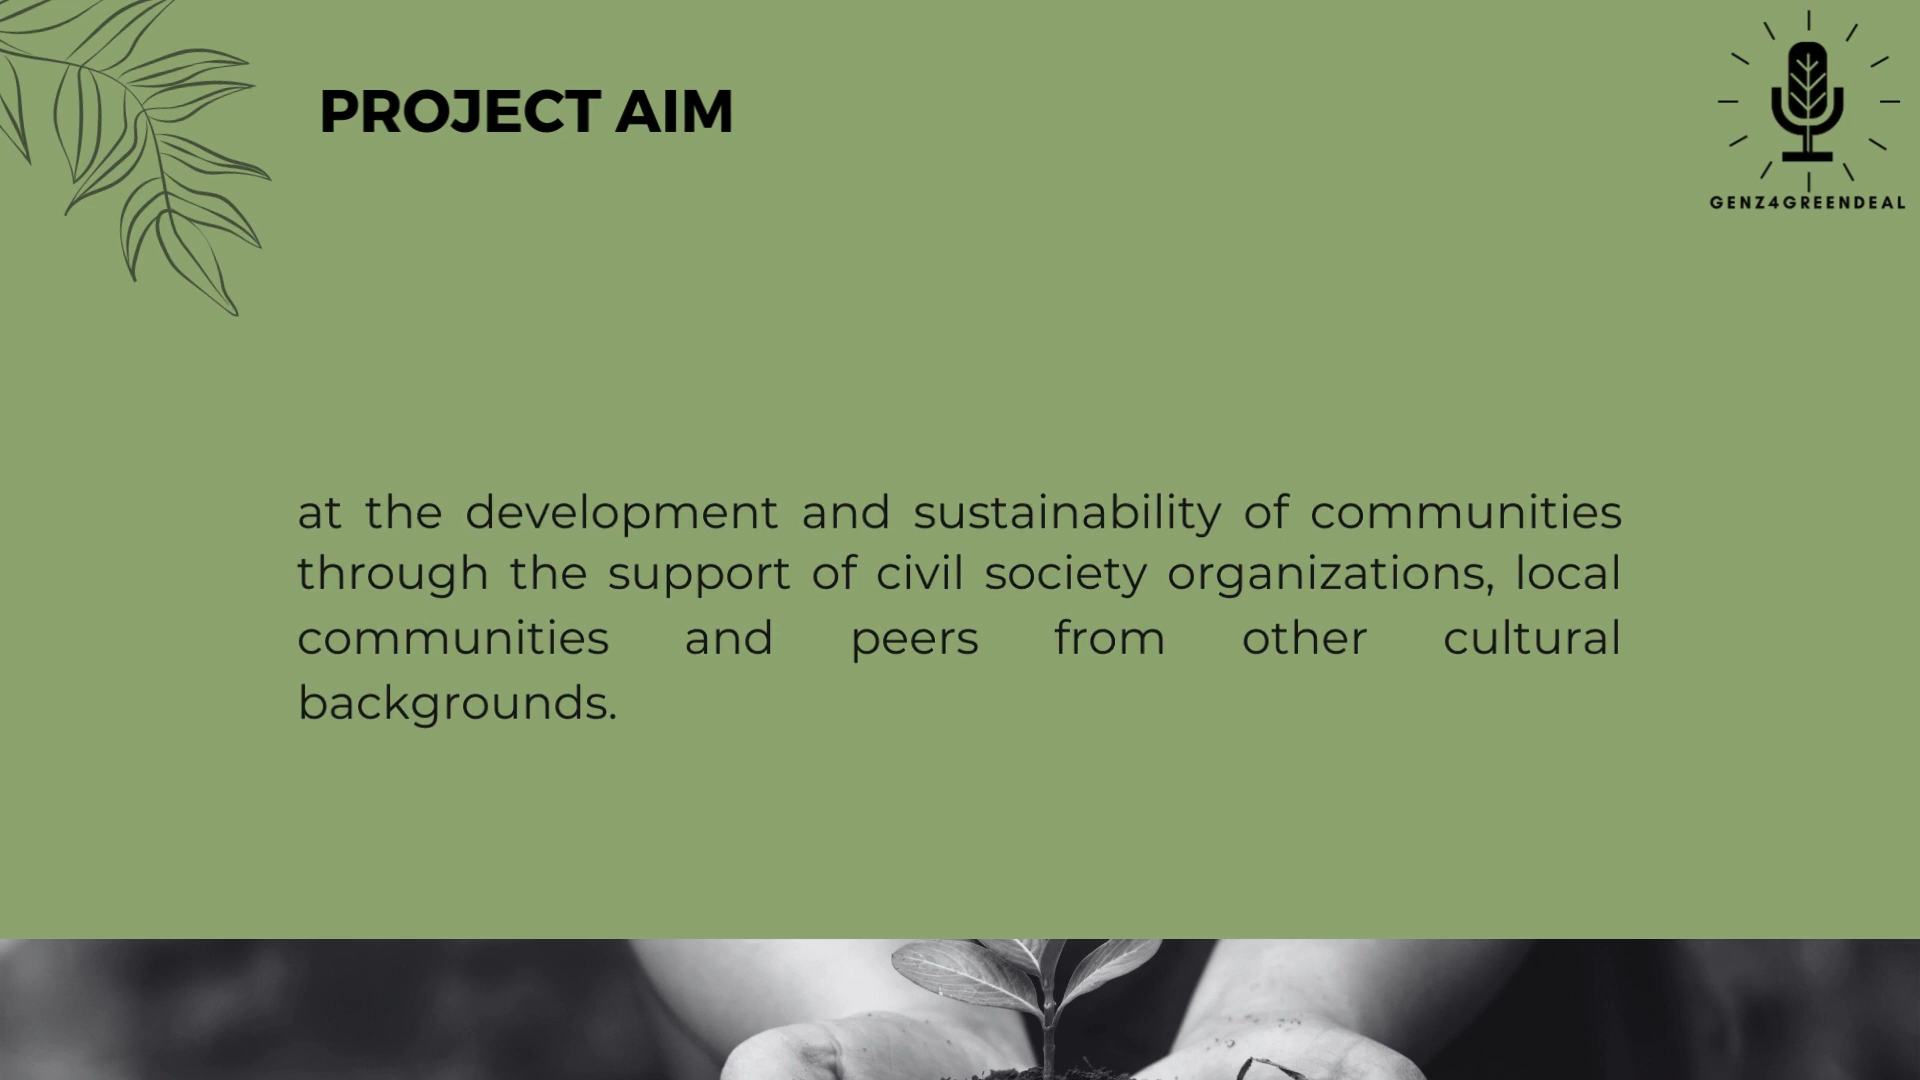 PROJECT AIM
GENZ4GREENDEAL
at the development and sustainability of communities
through the support of civil society organizations, local
communities and peers from other cultural
backgrounds.